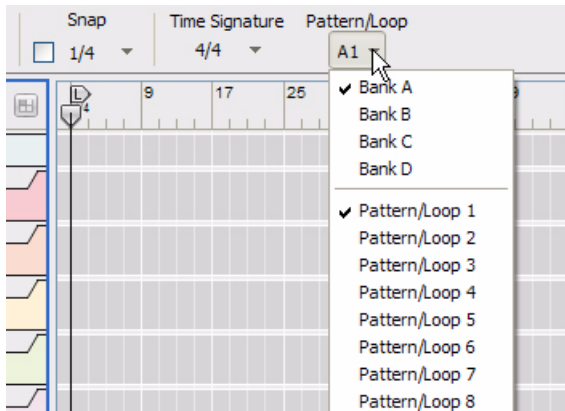 Snap Time Signature Pattern/Loop
1/4 4/4 A1
L 9 17 25 9
4
Bank A
Bank B
Bank C
Bank D
Pattern/Loop 1
Pattern/Loop 2
Pattern/Loop 3
Pattern/Loop 4
Pattern/Loop 5
Pattern/Loop 6
Pattern/Loop 7
Pattern/Loop 8